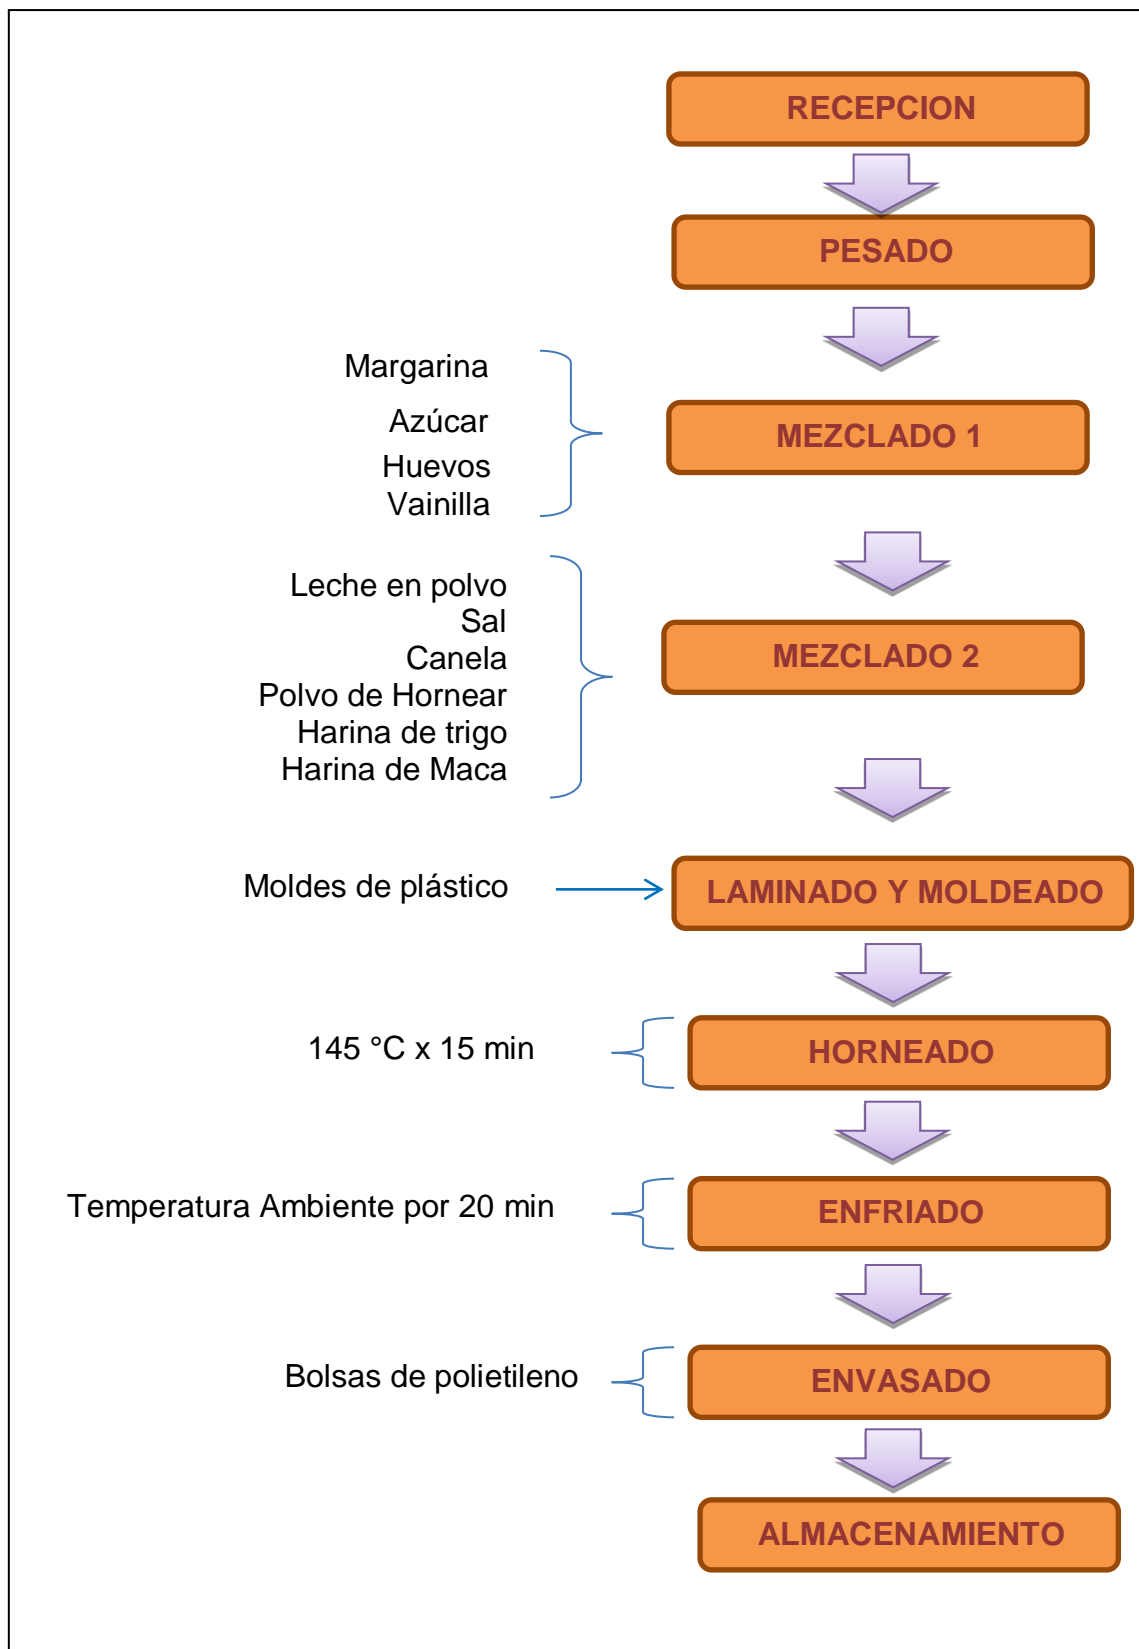 RECEPCION
PESADO
Margarina
Azúcar
Huevos
Vainilla
MEZCLADO 1
Leche en polvo
Sal
Canela
Polvo de Hornear
Harina de trigo
Harina de Maca
MEZCLADO 2
Moldes de plástico
LAMINADO Y MOLDEADO
145 °C x 15 min
HORNEADO
Temperatura Ambiente por 20 min
ENFRIADO
Bolsas de polietileno
ENVASADO
ALMACENAMIENTO